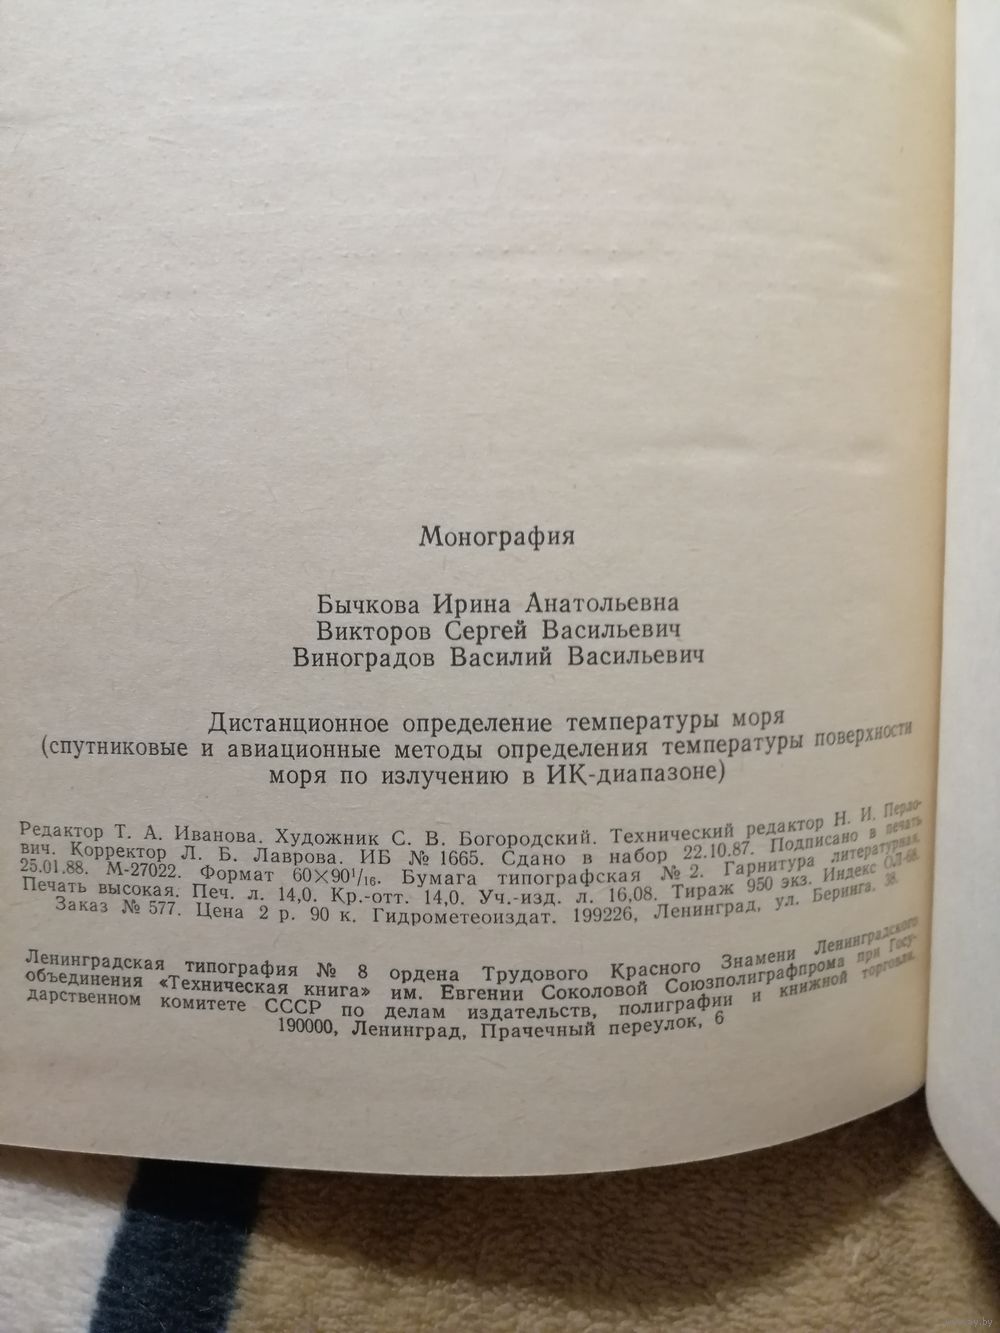 Монография
Бычкова Ирина Анатольевна
Викторов Сергей Васильевич
Виноградов Василий Васильевич
Дистанционное определение температуры моря
(спутниковые и авиационные методы определения температуры поверхности
моря по излучению в ИК-диапазоне)
Редактор Т. А. Иванова. Художник С. В. Богородский. Технический редактор Н. И. Перло-
вич. Корректор Л. Б. Лаврова. ИБ № 1665. Сдано в набор 22.10.87. Подписано в печать
25.01.88. М-27022. Формат 60×90¹/₁₆. Бумага типографская № 2. Гарнитура литературная.
Печать высокая. Печ. л. 14,0. Кр.-отт. 14,0. Уч.-изд. л. 16,08. Тираж 950 экз. Индекс ОЛ-68.
Заказ № 577. Цена 2 р. 90 к. Гидрометеоиздат. 199226, Ленинград, ул. Беринга. 38.
Ленинградская типография № 8 ордена Трудового Красного Знамени Ленинградского
объединения «Техническая книга» им. Евгении Соколовой Союзполиграфпрома при Госу-
дарственном комитете СССР по делам издательств, полиграфии и книжной торговли.
190000, Ленинград, Прачечный переулок, 6